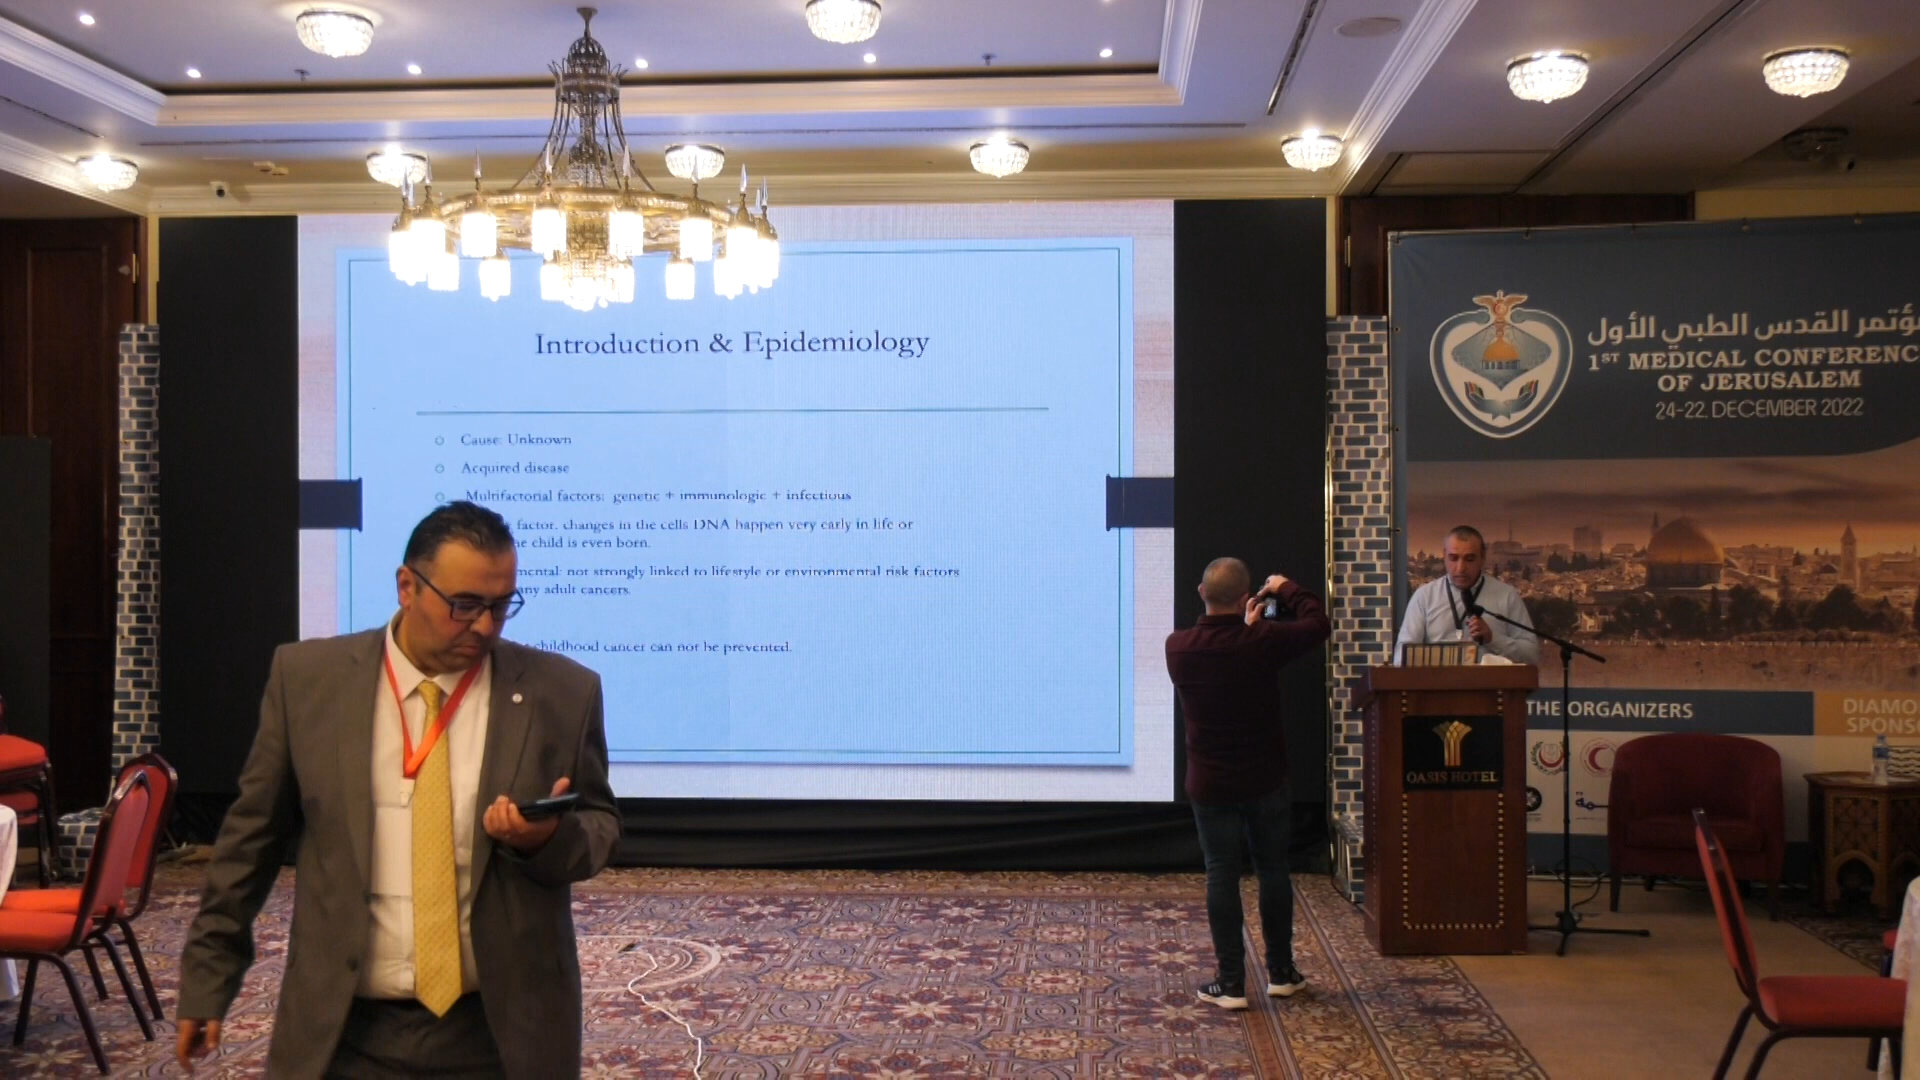 Introduction & Epidemiology
Cause: Unknown
Acquired disease
Multifactorial factors: genetic + immunologic + infectious
factor. changes in the cells DNA happen very early in life or
child is even born.
not strongly linked to lifestyle or environmental risk factors
any adult cancers.
childhood cancer can not be prevented.
مؤتمر القدس الطبي الأول
1ST MEDICAL CONFERENC
OF JERUSALEM
24-22, DECEMBER 2022
THE ORGANIZERS
DIAMO
SPONS
OASIS HOTEL